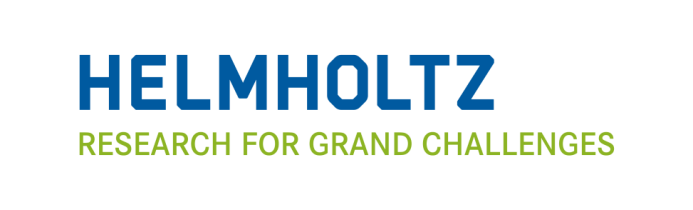 HELMHOLTZ
RESEARCH FOR GRAND CHALLENGES